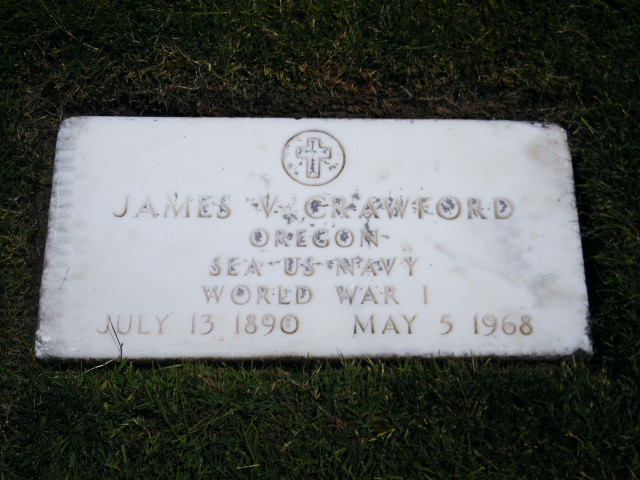 JAMES V CRAWFORD
OREGON
SEA US NAVY
WORLD WAR I
JULY 13 1890 MAY 5 1968